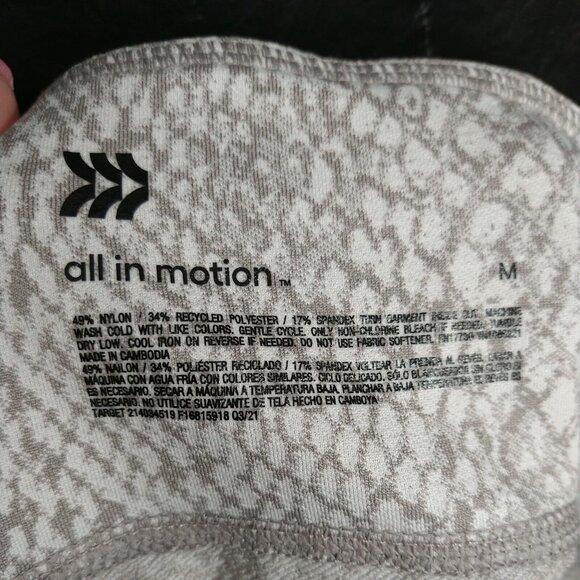 all in motion™
M
49% NYLON / 34% RECYCLED POLYESTER / 17% SPANDEX TURN GARMENT INSIDE OUT. MACHINE
WASH COLD WITH LIKE COLORS. GENTLE CYCLE. ONLY NON-CHLORINE BLEACH IF NEEDED. TUMBLE
DRY LOW. COOL IRON ON REVERSE IF NEEDED. DO NOT USE FABRIC SOFTENER.
MADE IN CAMBODIA
49% NAILON / 34% POLIÉSTER RECICLADO / 17% SPANDEX VOLTEAR LA PRENDA AL REVÉS. LAVAR A
MÁQUINA CON AGUA FRÍA CON COLORES SIMILARES. CICLO DELICADO. SÓLO BLANQUEADOR SIN CLORO SI
ES NECESARIO. SECAR A MÁQUINA A TEMPERATURA BAJA. PLANCHAR A BAJA TEMPERATURA AL REVÉS ES
NECESARIO. NO UTILICE SUAVIZANTE DE TELA HECHO EN CAMBOYA
TARGET 214034519 F16815918 Q3/21